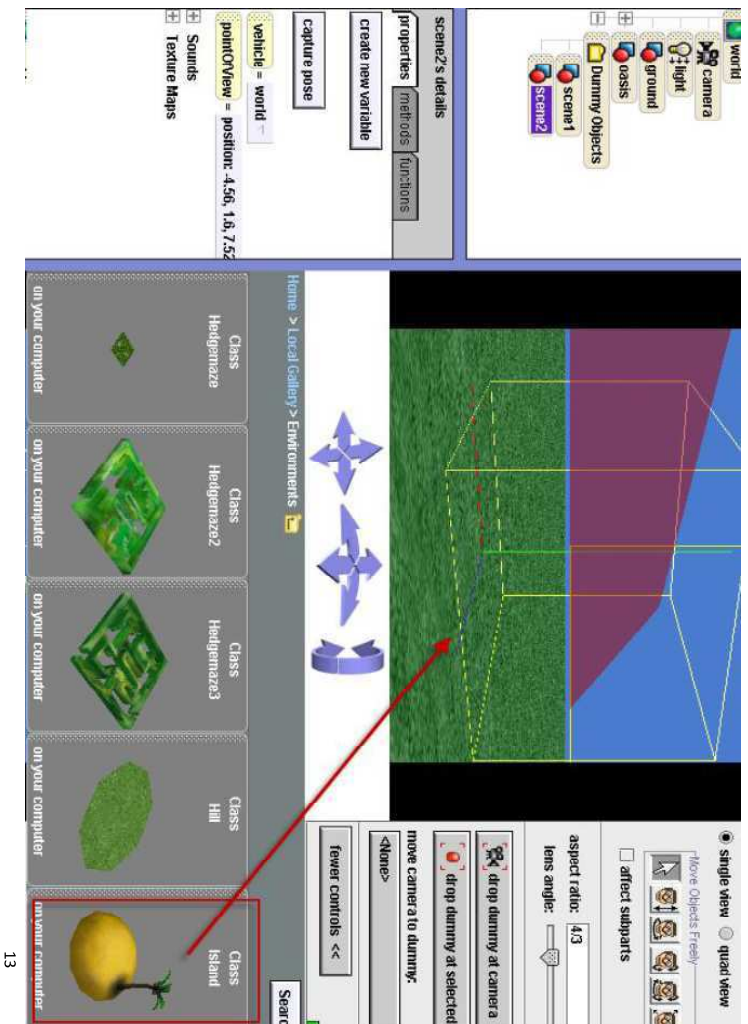 world
camera
light
ground
oasis
Dummy Objects
scene1
scene2
scene2's details
properties
methods
functions
create new variable
capture pose
vehicle = world
pointOfView = position: -4.56, 1.6, 7.52
Sounds
Texture Maps
single view
quad view
Move Objects Freely
affect subparts
aspect ratio: 4/3
lens angle:
drop dummy at camera
drop dummy at selected
move camera to dummy:
<None>
fewer controls <<
Home > Local Gallery > Environments
Searc
Class
Hedgemaze
on your computer
Class
Hedgemaze2
on your computer
Class
Hedgemaze3
on your computer
Class
Hill
on your computer
Class
Island
on your computer
13